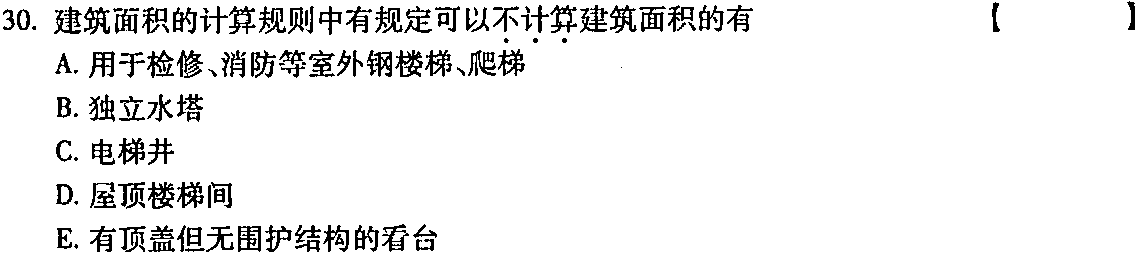 30. 建筑面积的计算规则中有规定可以不计算建筑面积的有 【 】
A. 用于检修、消防等室外钢楼梯、爬梯
B. 独立水塔
C. 电梯井
D. 屋顶楼梯间
E. 有顶盖但无围护结构的看台